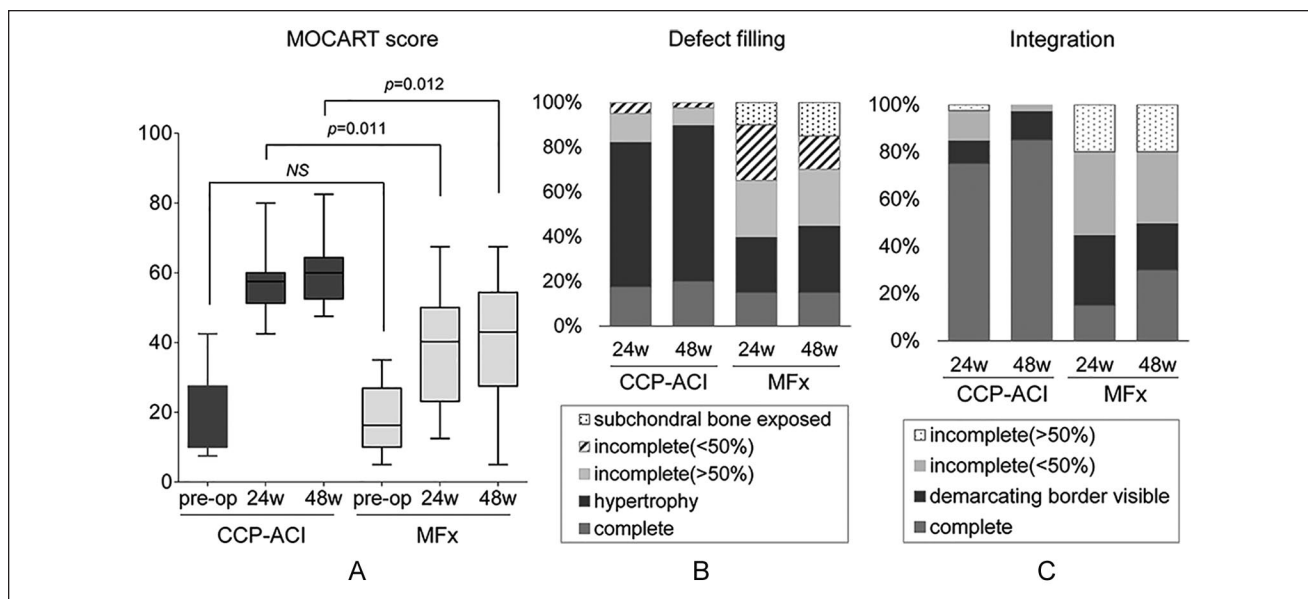 MOCART score
p=0.012
p=0.011
NS
100
80
60
40
20
0
pre-op 24w 48w pre-op 24w 48w
CCP-ACI MFx
A
Defect filling
100%
80%
60%
40%
20%
0%
24w 48w 24w 48w
CCP-ACI MFx
subchondral bone exposed
incomplete(<50%)
incomplete(>50%)
hypertrophy
complete
B
Integration
100%
80%
60%
40%
20%
0%
24w 48w 24w 48w
CCP-ACI MFx
incomplete(>50%)
incomplete(<50%)
demarcating border visible
complete
C